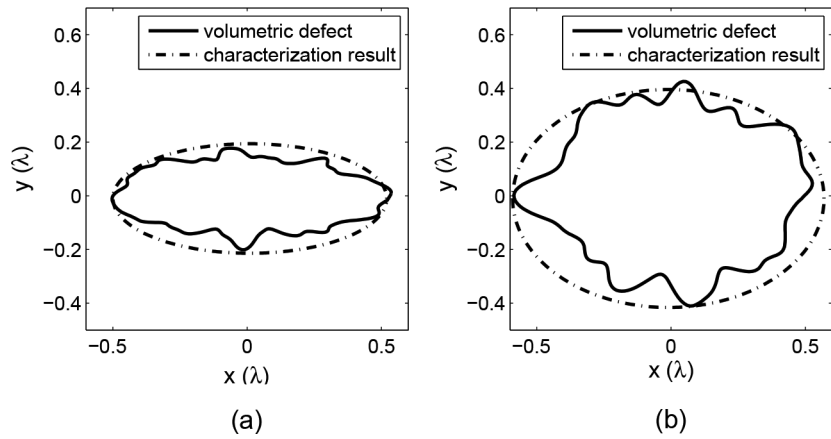 volumetric defect
characterization result
0.6
0.4
0.2
0
−0.2
−0.4
y (λ)
−0.5
0
0.5
x (λ)
(a)
volumetric defect
characterization result
0.6
0.4
0.2
0
−0.2
−0.4
y (λ)
−0.5
0
0.5
x (λ)
(b)